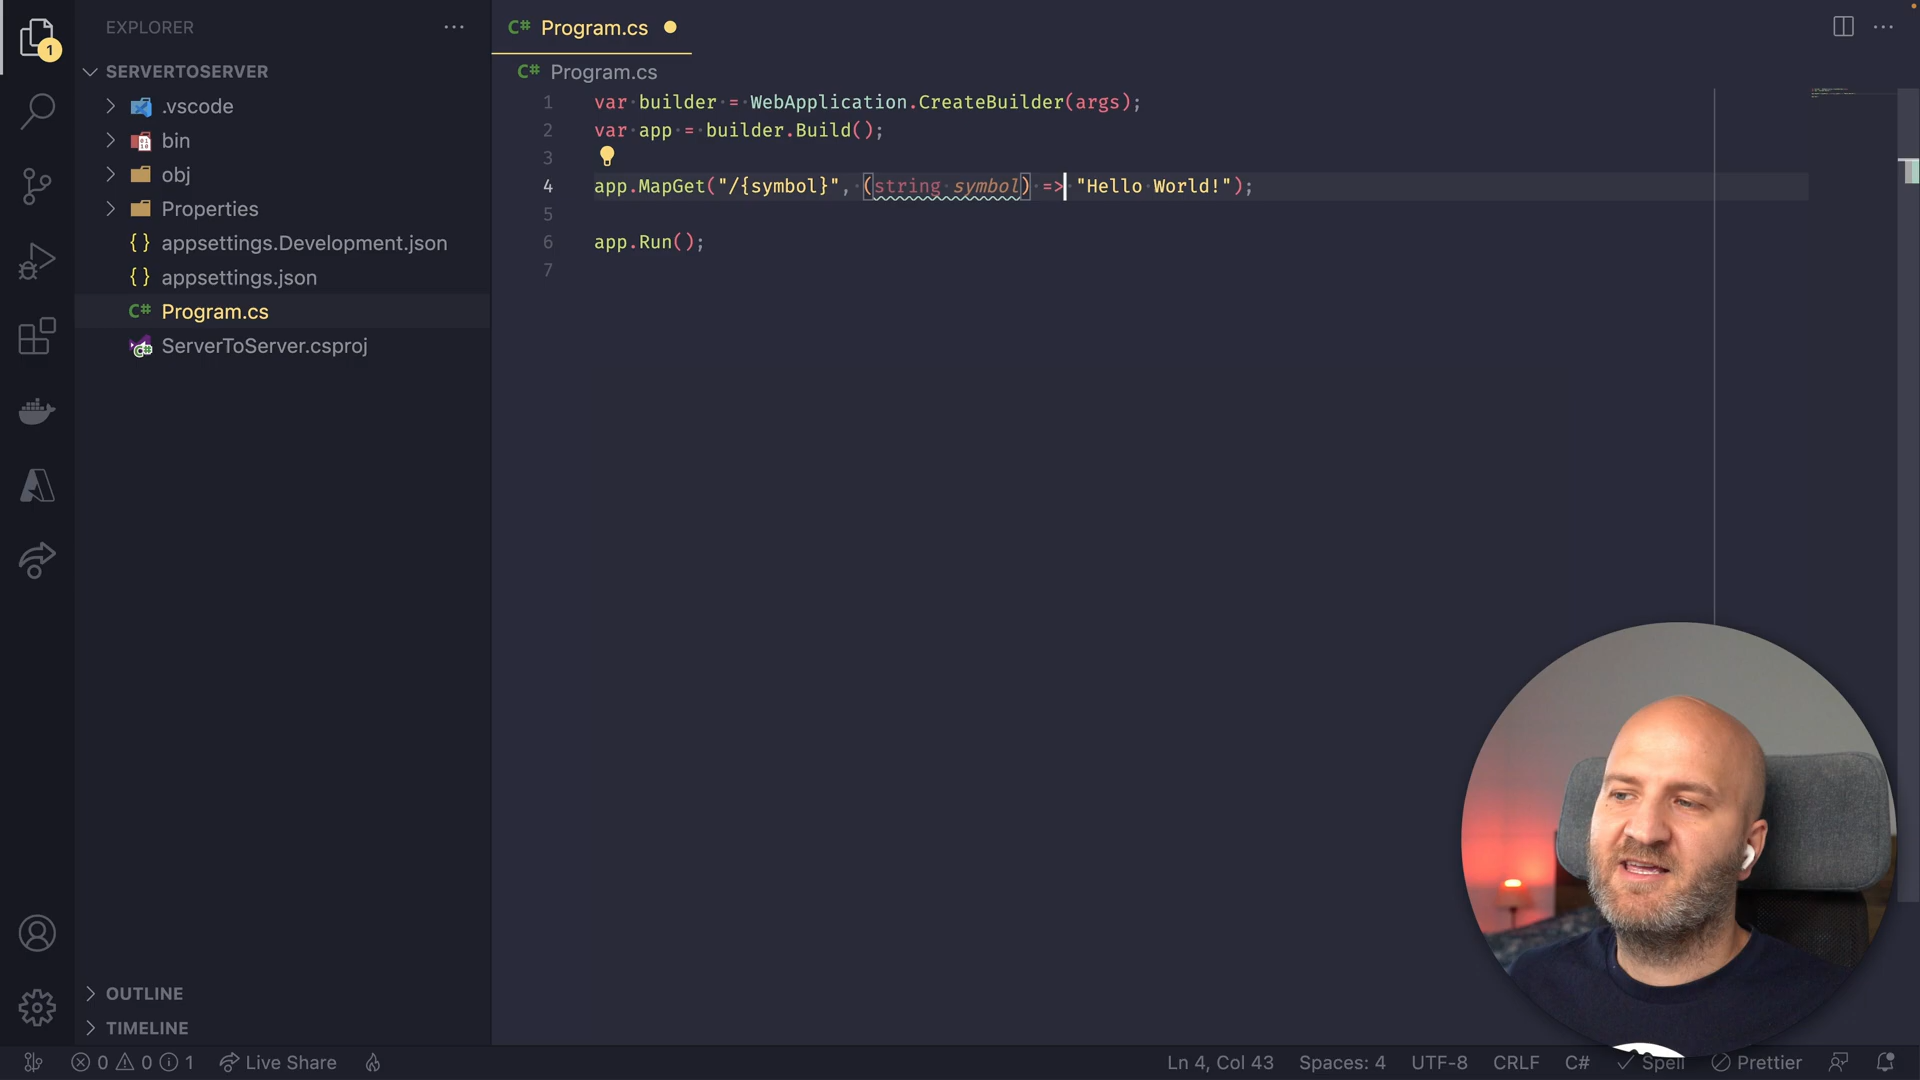 EXPLORER
SERVERTOSERVER
.vscode
bin
obj
Properties
appsettings.Development.json
appsettings.json
C# Program.cs
ServerToServer.csproj
OUTLINE
TIMELINE
1
C# Program.cs
C# Program.cs
1 var builder = WebApplication.CreateBuilder(args);
2 var app = builder.Build();
3
4 app.MapGet("/{symbol}", (string symbol) => "Hello World!");
5
6 app.Run();
7
0 0 1 Live Share Ln 4, Col 43 Spaces: 4 UTF-8 CRLF C# Spell Prettier